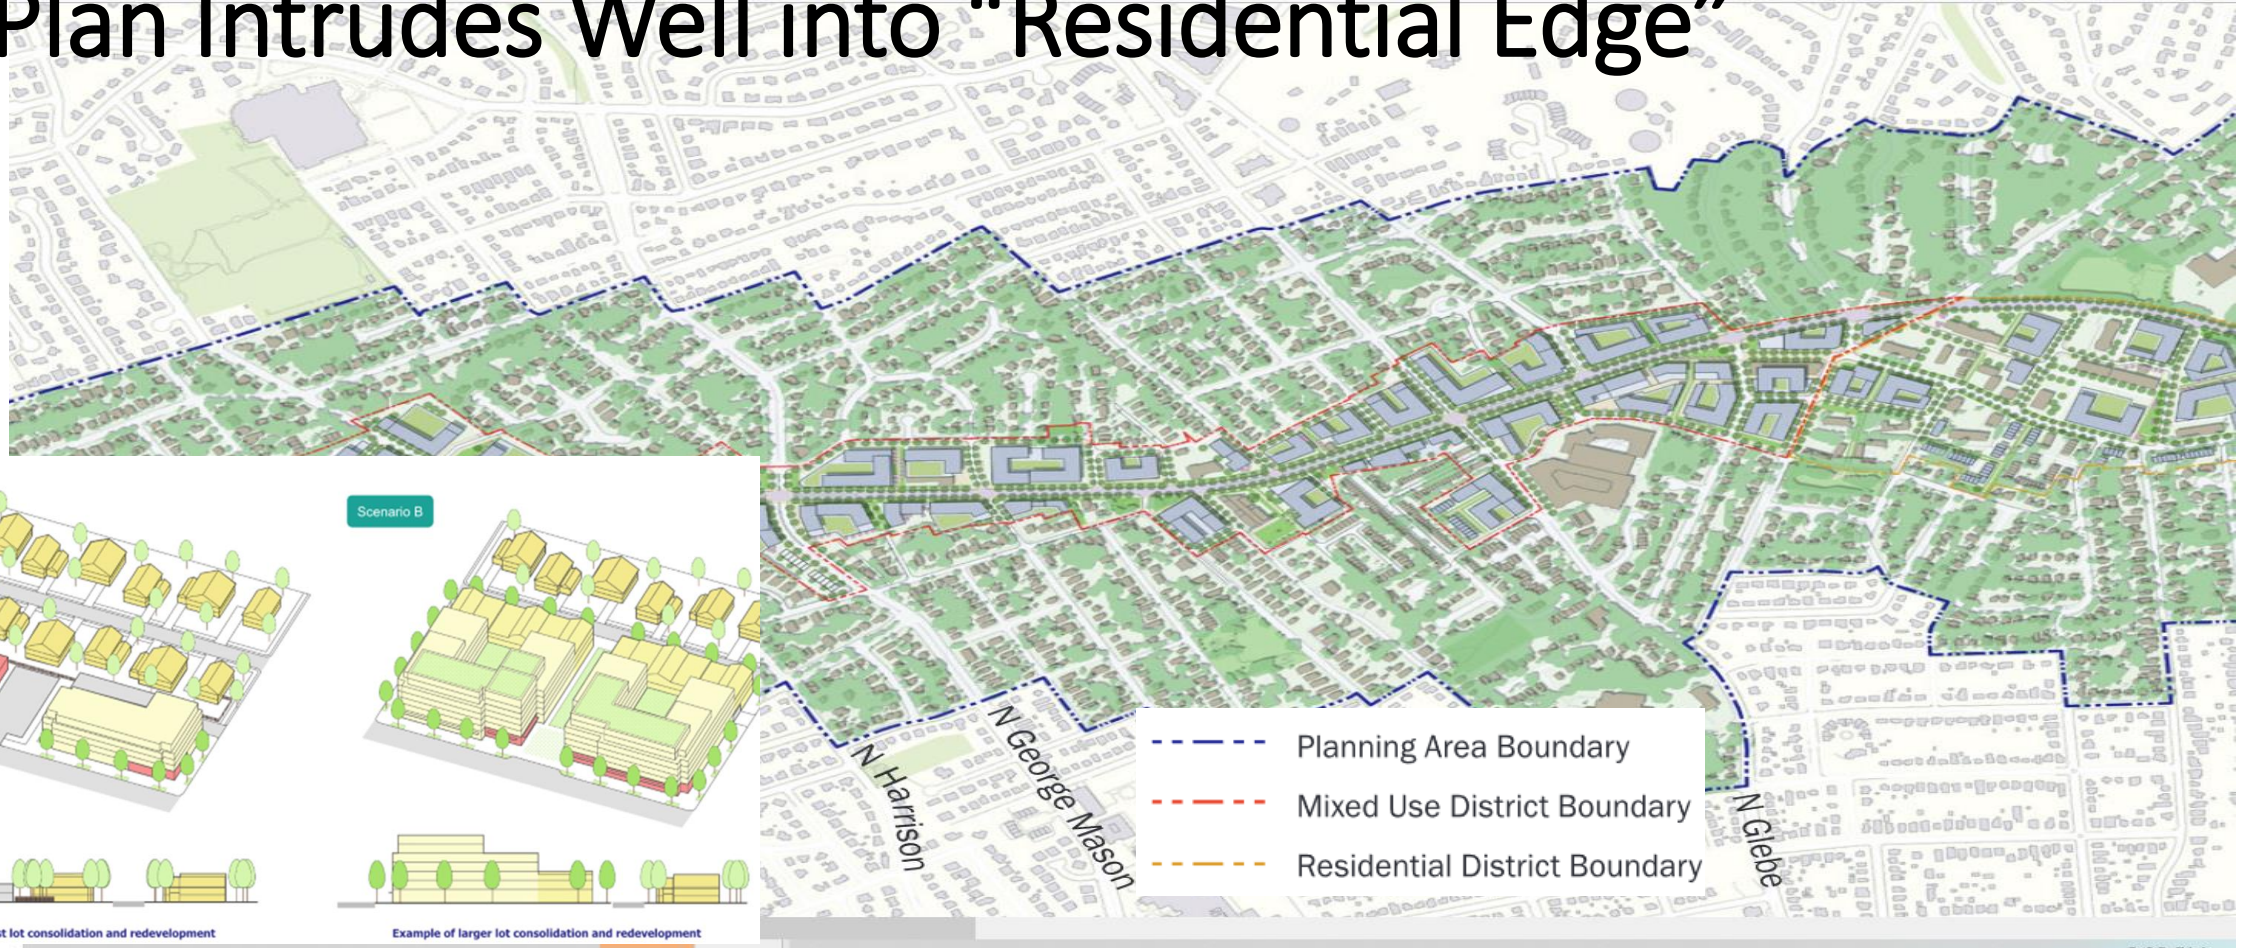 Plan Intrudes Well into “Residential Edge”
Scenario B
N Harrison
N George Mason
N Glebe
Planning Area Boundary
Mixed Use District Boundary
Residential District Boundary
lot consolidation and redevelopment
Example of larger lot consolidation and redevelopment